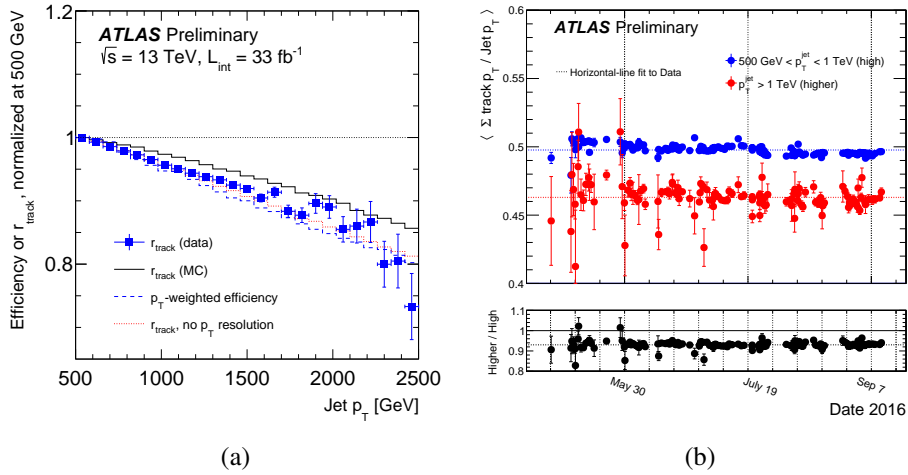 ATLAS Preliminary
√s = 13 TeV, L_int = 33 fb⁻¹
Efficiency or r_track, normalized at 500 GeV
1.2
1
0.8
r_track (data)
r_track (MC)
p_T-weighted efficiency
r_track, no p_T resolution
500
1000
1500
2000
2500
Jet p_T [GeV]
(a)
ATLAS Preliminary
500 GeV < p_T^jet < 1 TeV (high)
Horizontal-line fit to Data
p_T^jet > 1 TeV (higher)
⟨ Σ track p_T / Jet p_T ⟩
0.6
0.55
0.5
0.45
0.4
Higher / High
1.1
1
0.9
0.8
May 30
July 19
Sep 7
Date 2016
(b)